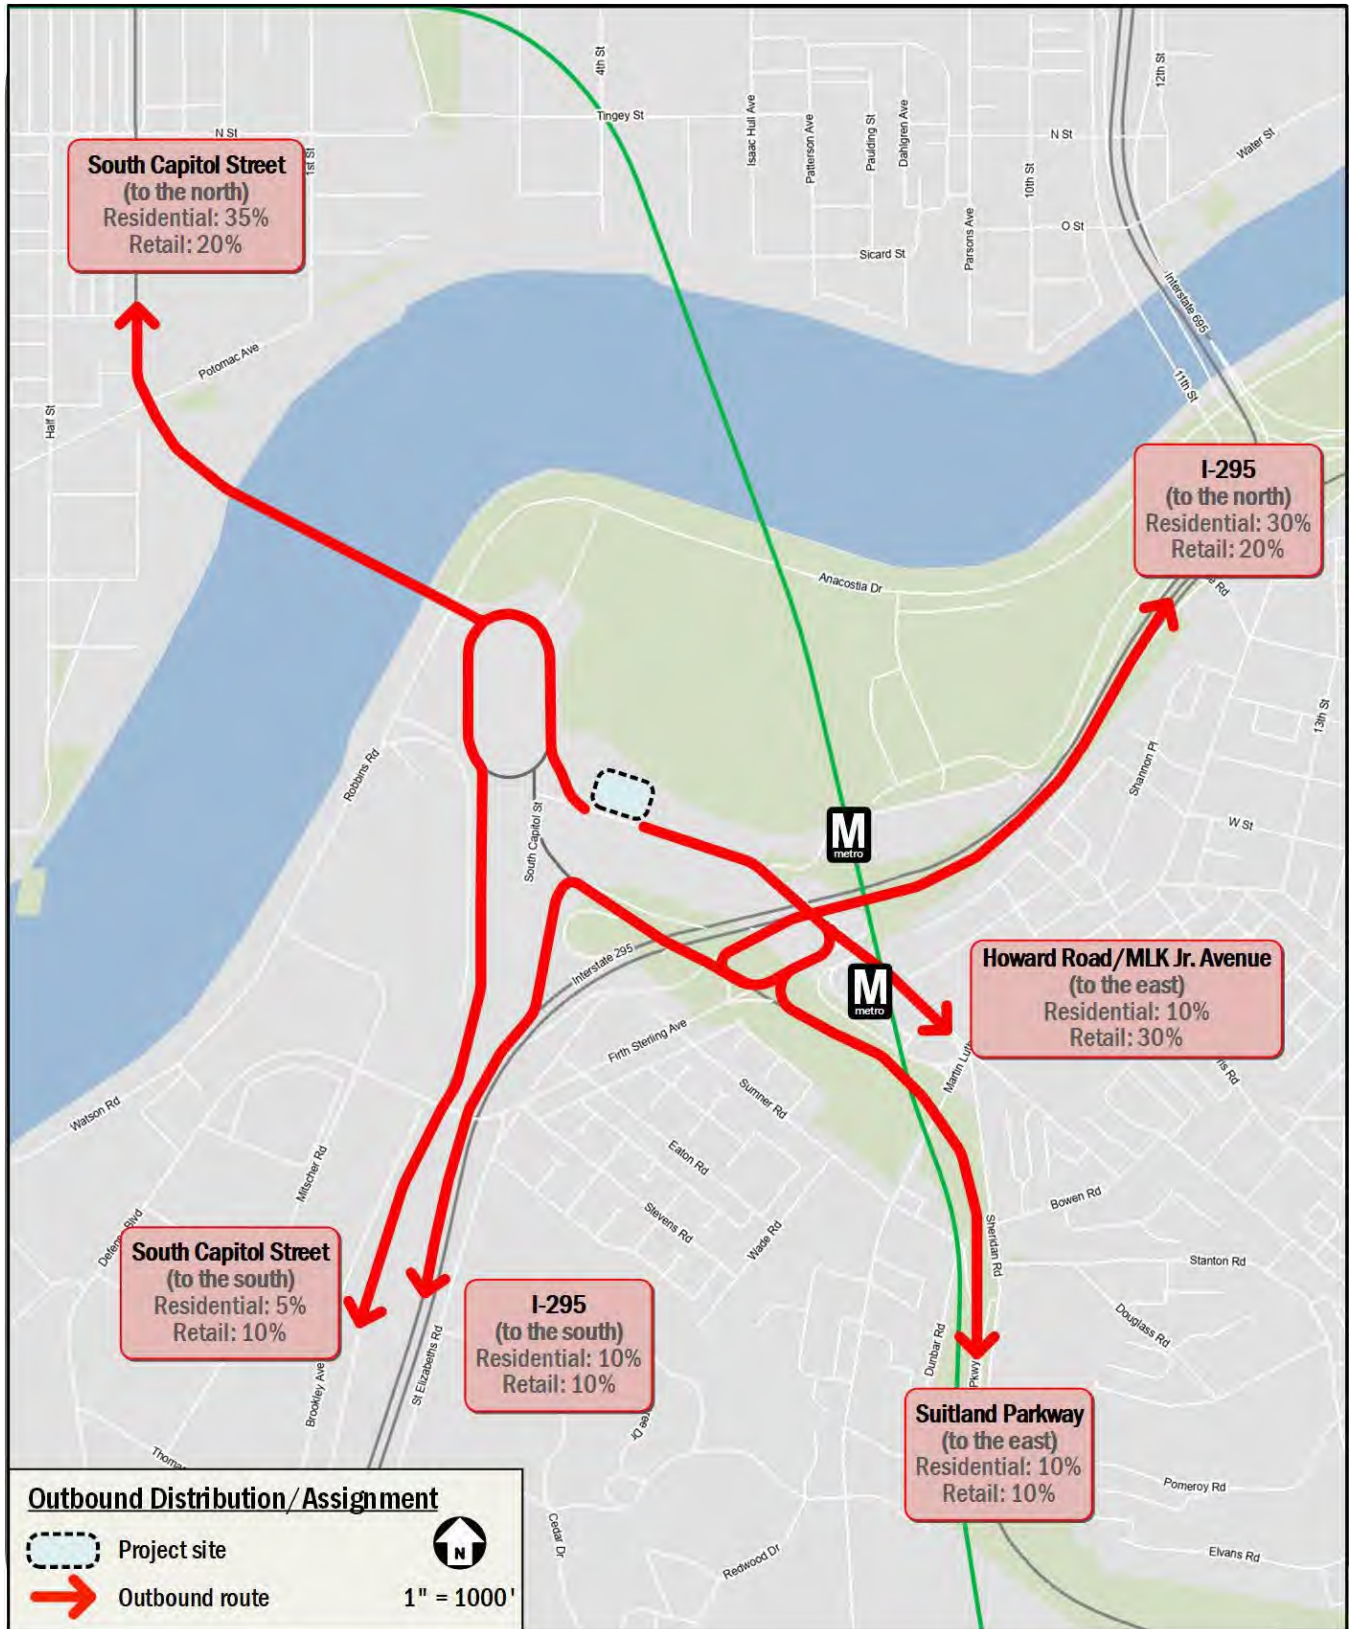 4th St
12th St
Tingey St
Isaac Hull Ave
Patterson Ave
Paulding St
Dahlgren Ave
N St
N St
Water St
1st St
10th St
South Capitol Street
(to the north)
Residential: 35%
Retail: 20%
Parsons Ave
O St
Sicard St
Interstate 695
Potomac Ave
11th St
Half St
I-295
(to the north)
Residential: 30%
Retail: 20%
Anacostia Dr
Rd
13th St
Shannon Pl
Robbins Rd
South Capitol St
W St
M
metro
Interstate 295
M
metro
Howard Road/MLK Jr. Avenue
(to the east)
Residential: 10%
Retail: 30%
Firth Sterling Ave
Martin Luth
Rd
Sumner Rd
Watson Rd
Eaton Rd
Mitscher Rd
Bowen Rd
Stevens Rd
Wade Rd
Sheridan Rd
Stanton Rd
Blvd
South Capitol Street
(to the south)
Residential: 5%
Retail: 10%
I-295
(to the south)
Residential: 10%
Retail: 10%
Douglass Rd
Dunbar Rd
St Elizabeths Rd
Brookley Ave
Pkwy
Suitland Parkway
(to the east)
Residential: 10%
Retail: 10%
Dr
Thoma
Pomeroy Rd
Outbound Distribution/Assignment
Project site
N
Outbound route
1" = 1000'
Cedar Dr
Redwood Dr
Elvans Rd